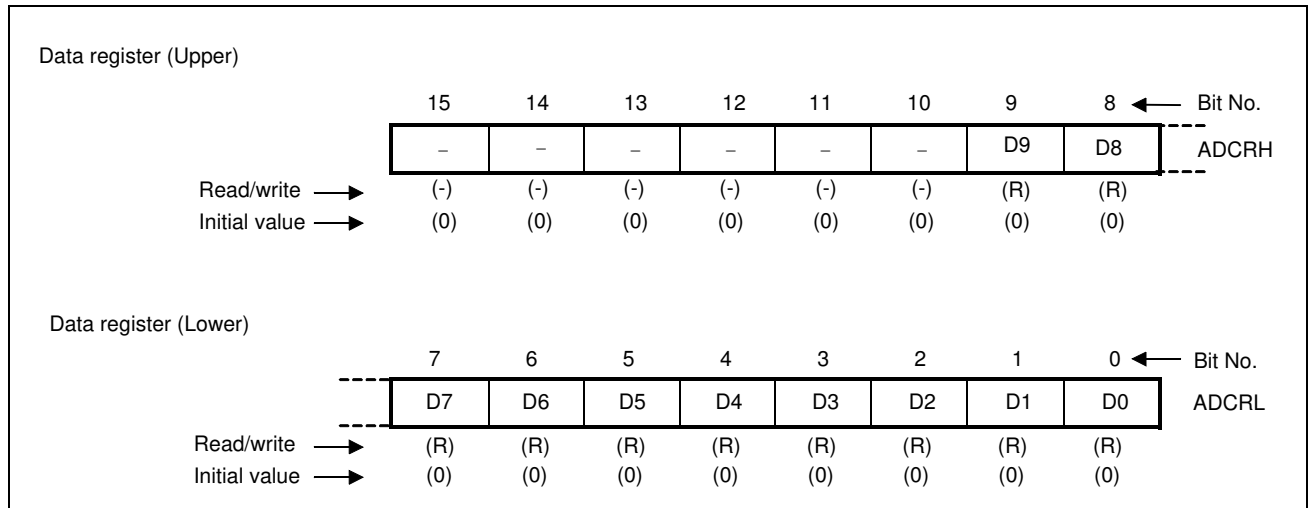 Data register (Upper)
15 14 13 12 11 10 9 8 Bit No.
– – – – – – D9 D8 ADCRH
Read/write (-) (-) (-) (-) (-) (-) (R) (R)
Initial value (0) (0) (0) (0) (0) (0) (0) (0)
Data register (Lower)
7 6 5 4 3 2 1 0 Bit No.
D7 D6 D5 D4 D3 D2 D1 D0 ADCRL
Read/write (R) (R) (R) (R) (R) (R) (R) (R)
Initial value (0) (0) (0) (0) (0) (0) (0) (0)